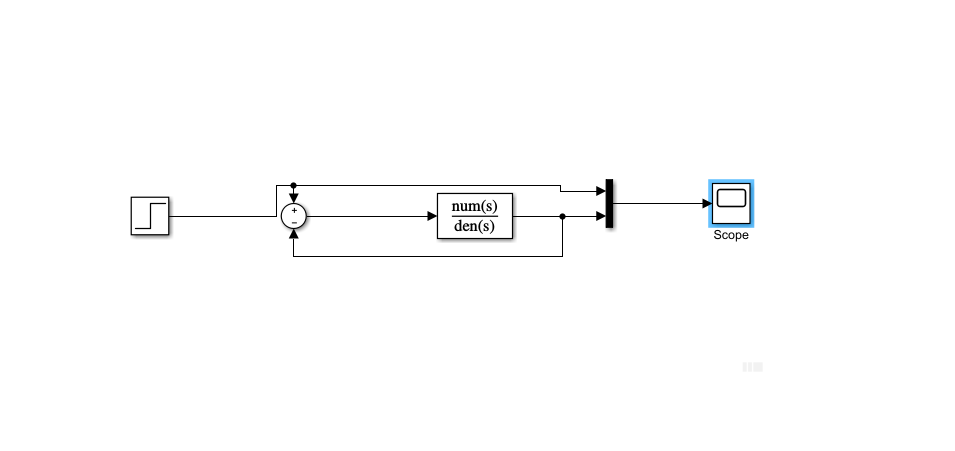 +
−
num(s)
den(s)
Scope